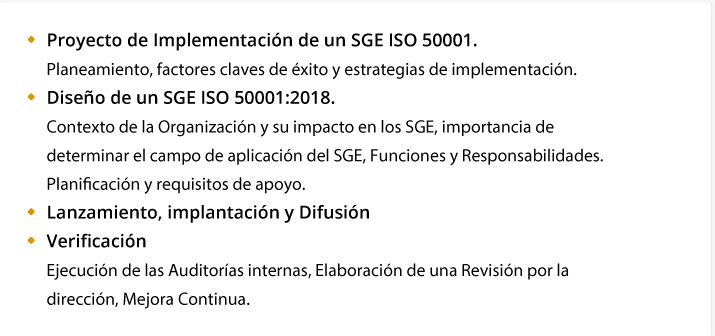 Proyecto de Implementación de un SGE ISO 50001.
Planeamiento, factores claves de éxito y estrategias de implementación.
Diseño de un SGE ISO 50001:2018.
Contexto de la Organización y su impacto en los SGE, importancia de
determinar el campo de aplicación del SGE, Funciones y Responsabilidades.
Planificación y requisitos de apoyo.
Lanzamiento, implantación y Difusión
Verificación
Ejecución de las Auditorías internas, Elaboración de una Revisión por la
dirección, Mejora Continua.